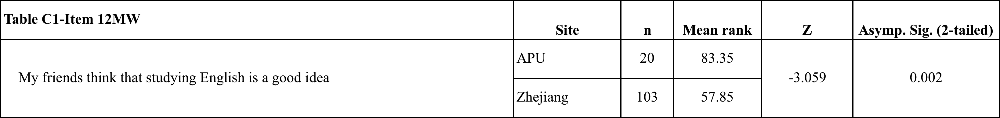 Table C1-Item 12MW
Site n Mean rank Z Asymp. Sig. (2-tailed)
APU 20 83.35
My friends think that studying English is a good idea -3.059 0.002
Zhejiang 103 57.85